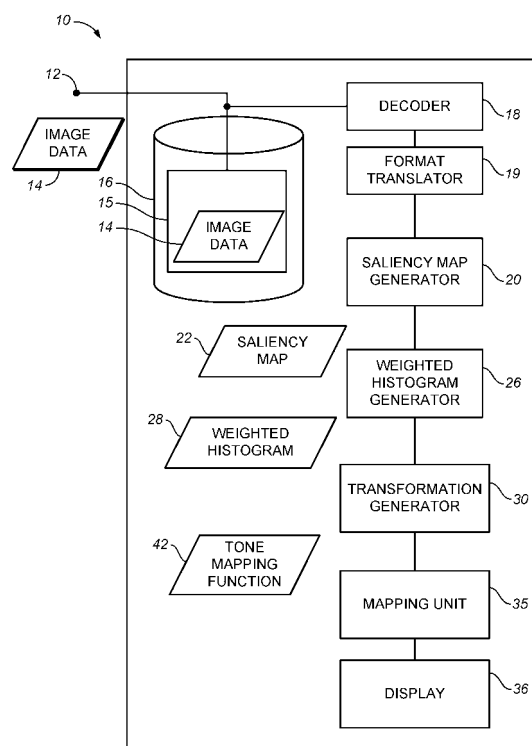 10
12
IMAGE
DATA
14
16
15
14
IMAGE
DATA
DECODER
18
FORMAT
TRANSLATOR
19
SALIENCY MAP
GENERATOR
20
22
SALIENCY
MAP
WEIGHTED
HISTOGRAM
GENERATOR
26
28
WEIGHTED
HISTOGRAM
TRANSFORMATION
GENERATOR
30
42
TONE
MAPPING
FUNCTION
MAPPING UNIT
35
DISPLAY
36